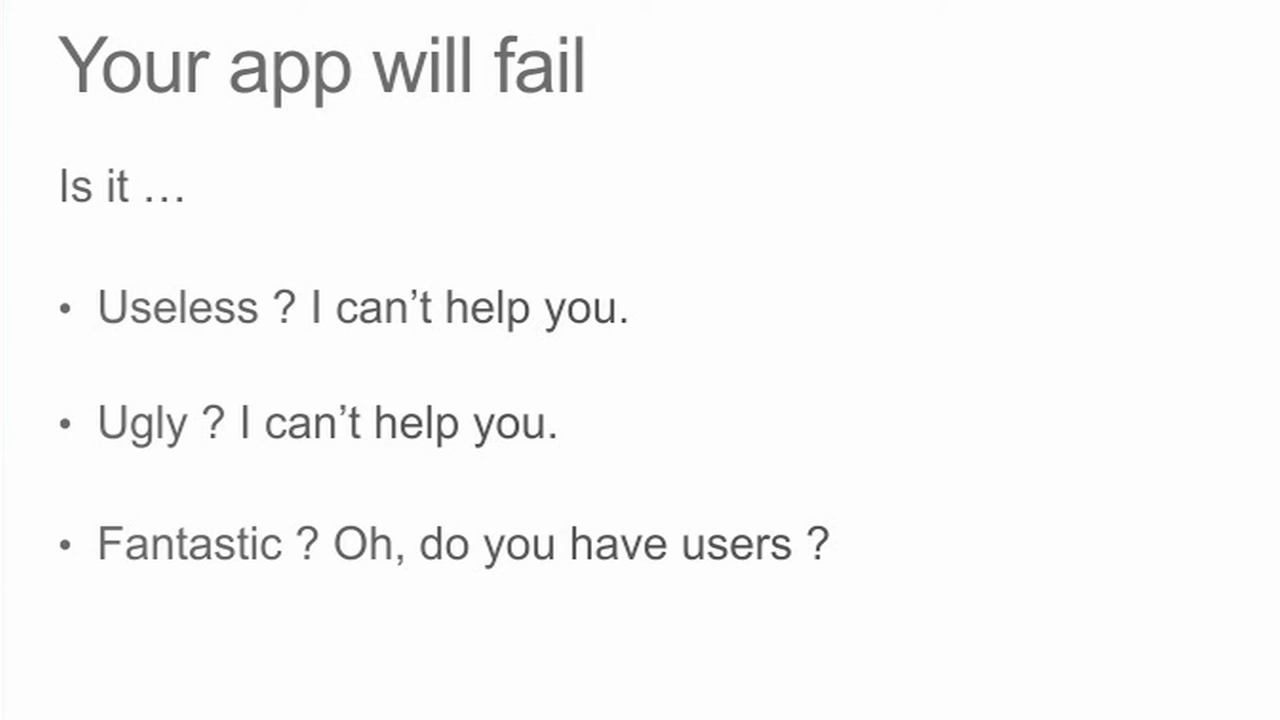 Your app will fail
Is it …
• Useless ? I can’t help you.
• Ugly ? I can’t help you.
• Fantastic ? Oh, do you have users ?